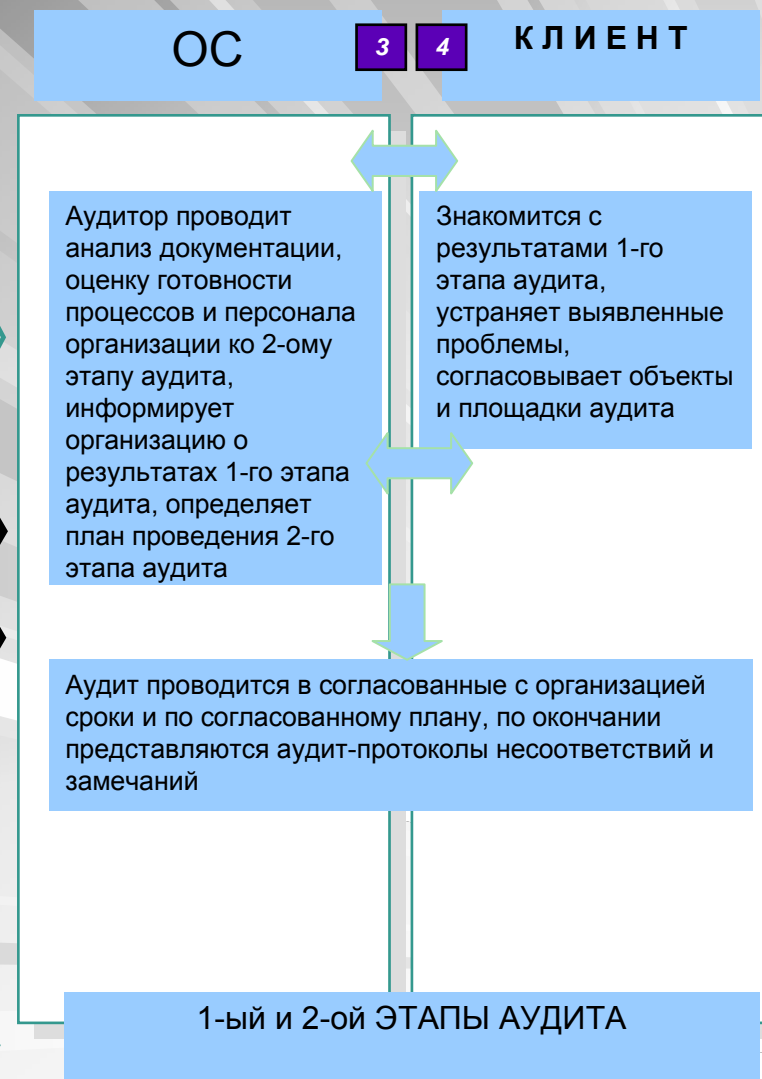 ОС
3
4
К Л И Е Н Т
Аудитор проводит
анализ документации,
оценку готовности
процессов и персонала
организации ко 2-ому
этапу аудита,
информирует
организацию о
результатах 1-го этапа
аудита, определяет
план проведения 2-го
этапа аудита
Знакомится с
результатами 1-го
этапа аудита,
устраняет выявленные
проблемы,
согласовывает объекты
и площадки аудита
Аудит проводится в согласованные с организацией
сроки и по согласованному плану, по окончании
представляются аудит-протоколы несоответствий и
замечаний
1-ый и 2-ой ЭТАПЫ АУДИТА